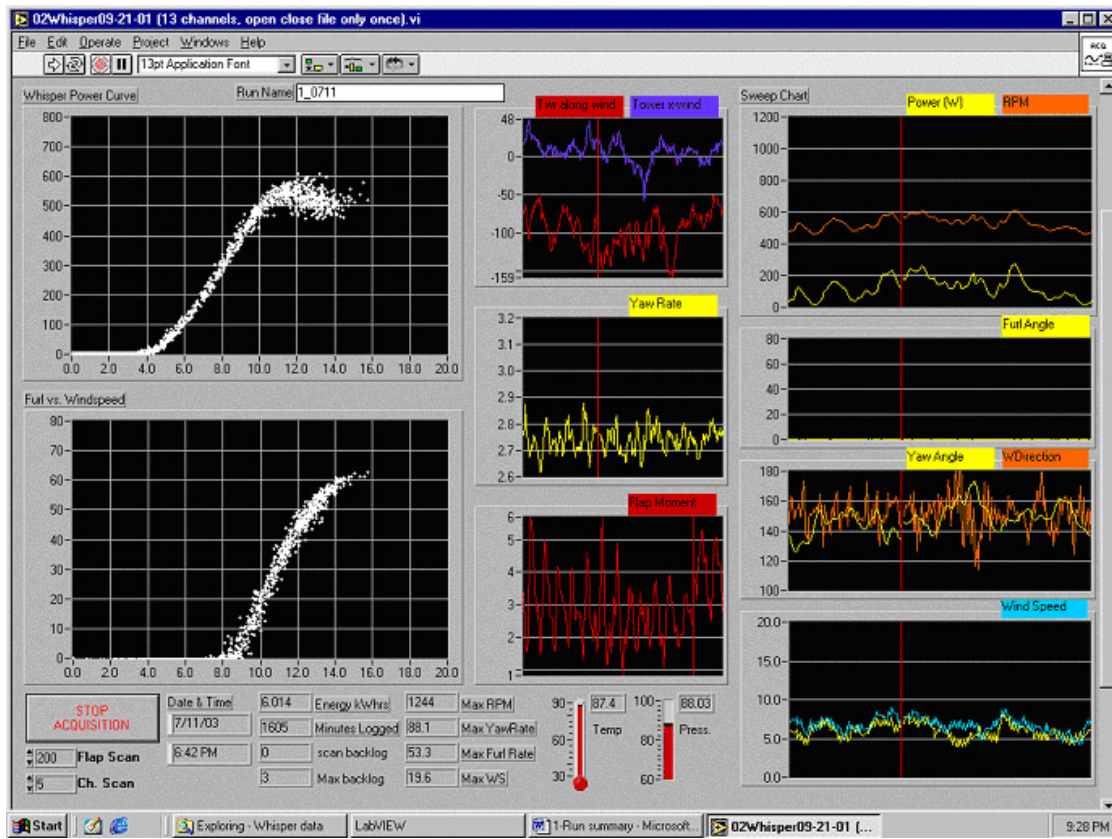 02Whisper09-21-01 (13 channels, open close file only once).vi
File Edit Operate Project Windows Help
13pt Application Font
ACQ
Whisper Power Curve
Run Name 1_0711
800
700
600
500
400
300
200
100
0
0.0 2.0 4.0 6.0 8.0 10.0 12.0 14.0 16.0 18.0 20.0
Furl vs. Windspeed
80
70
60
50
40
30
20
10
0
0.0 2.0 4.0 6.0 8.0 10.0 12.0 14.0 16.0 18.0 20.0
Twr along wind Tower x-wind
48
0
-50
-100
-159
Yaw Rate
3.2
3.1
3.0
2.9
2.8
2.7
2.6
Flap Moment
6
5
4
3
2
1
Sweep Chart
Power (W) RPM
1200
1000
800
600
400
200
0
Furl Angle
80
60
40
20
0
Yaw Angle WDirection
180
160
140
120
100
Wind Speed
20.0
15.0
10.0
5.0
0.0
STOP
ACQUISITION
200 Flap Scan
5 Ch. Scan
Date & Time
7/11/03
6:42 PM
6.014 Energy kWhrs 1244 Max RPM
1605 Minutes Logged 88.1 Max YawRate
0 scan backlog 53.3 Max Furl Rate
3 Max backlog 19.6 Max WS
90
60
30
87.4
Temp
100
80
60
88.03
Press.
Start Exploring - Whisper data LabVIEW 1-Run summary - Microsoft... 02Whisper09-21-01 (... 9:28 PM